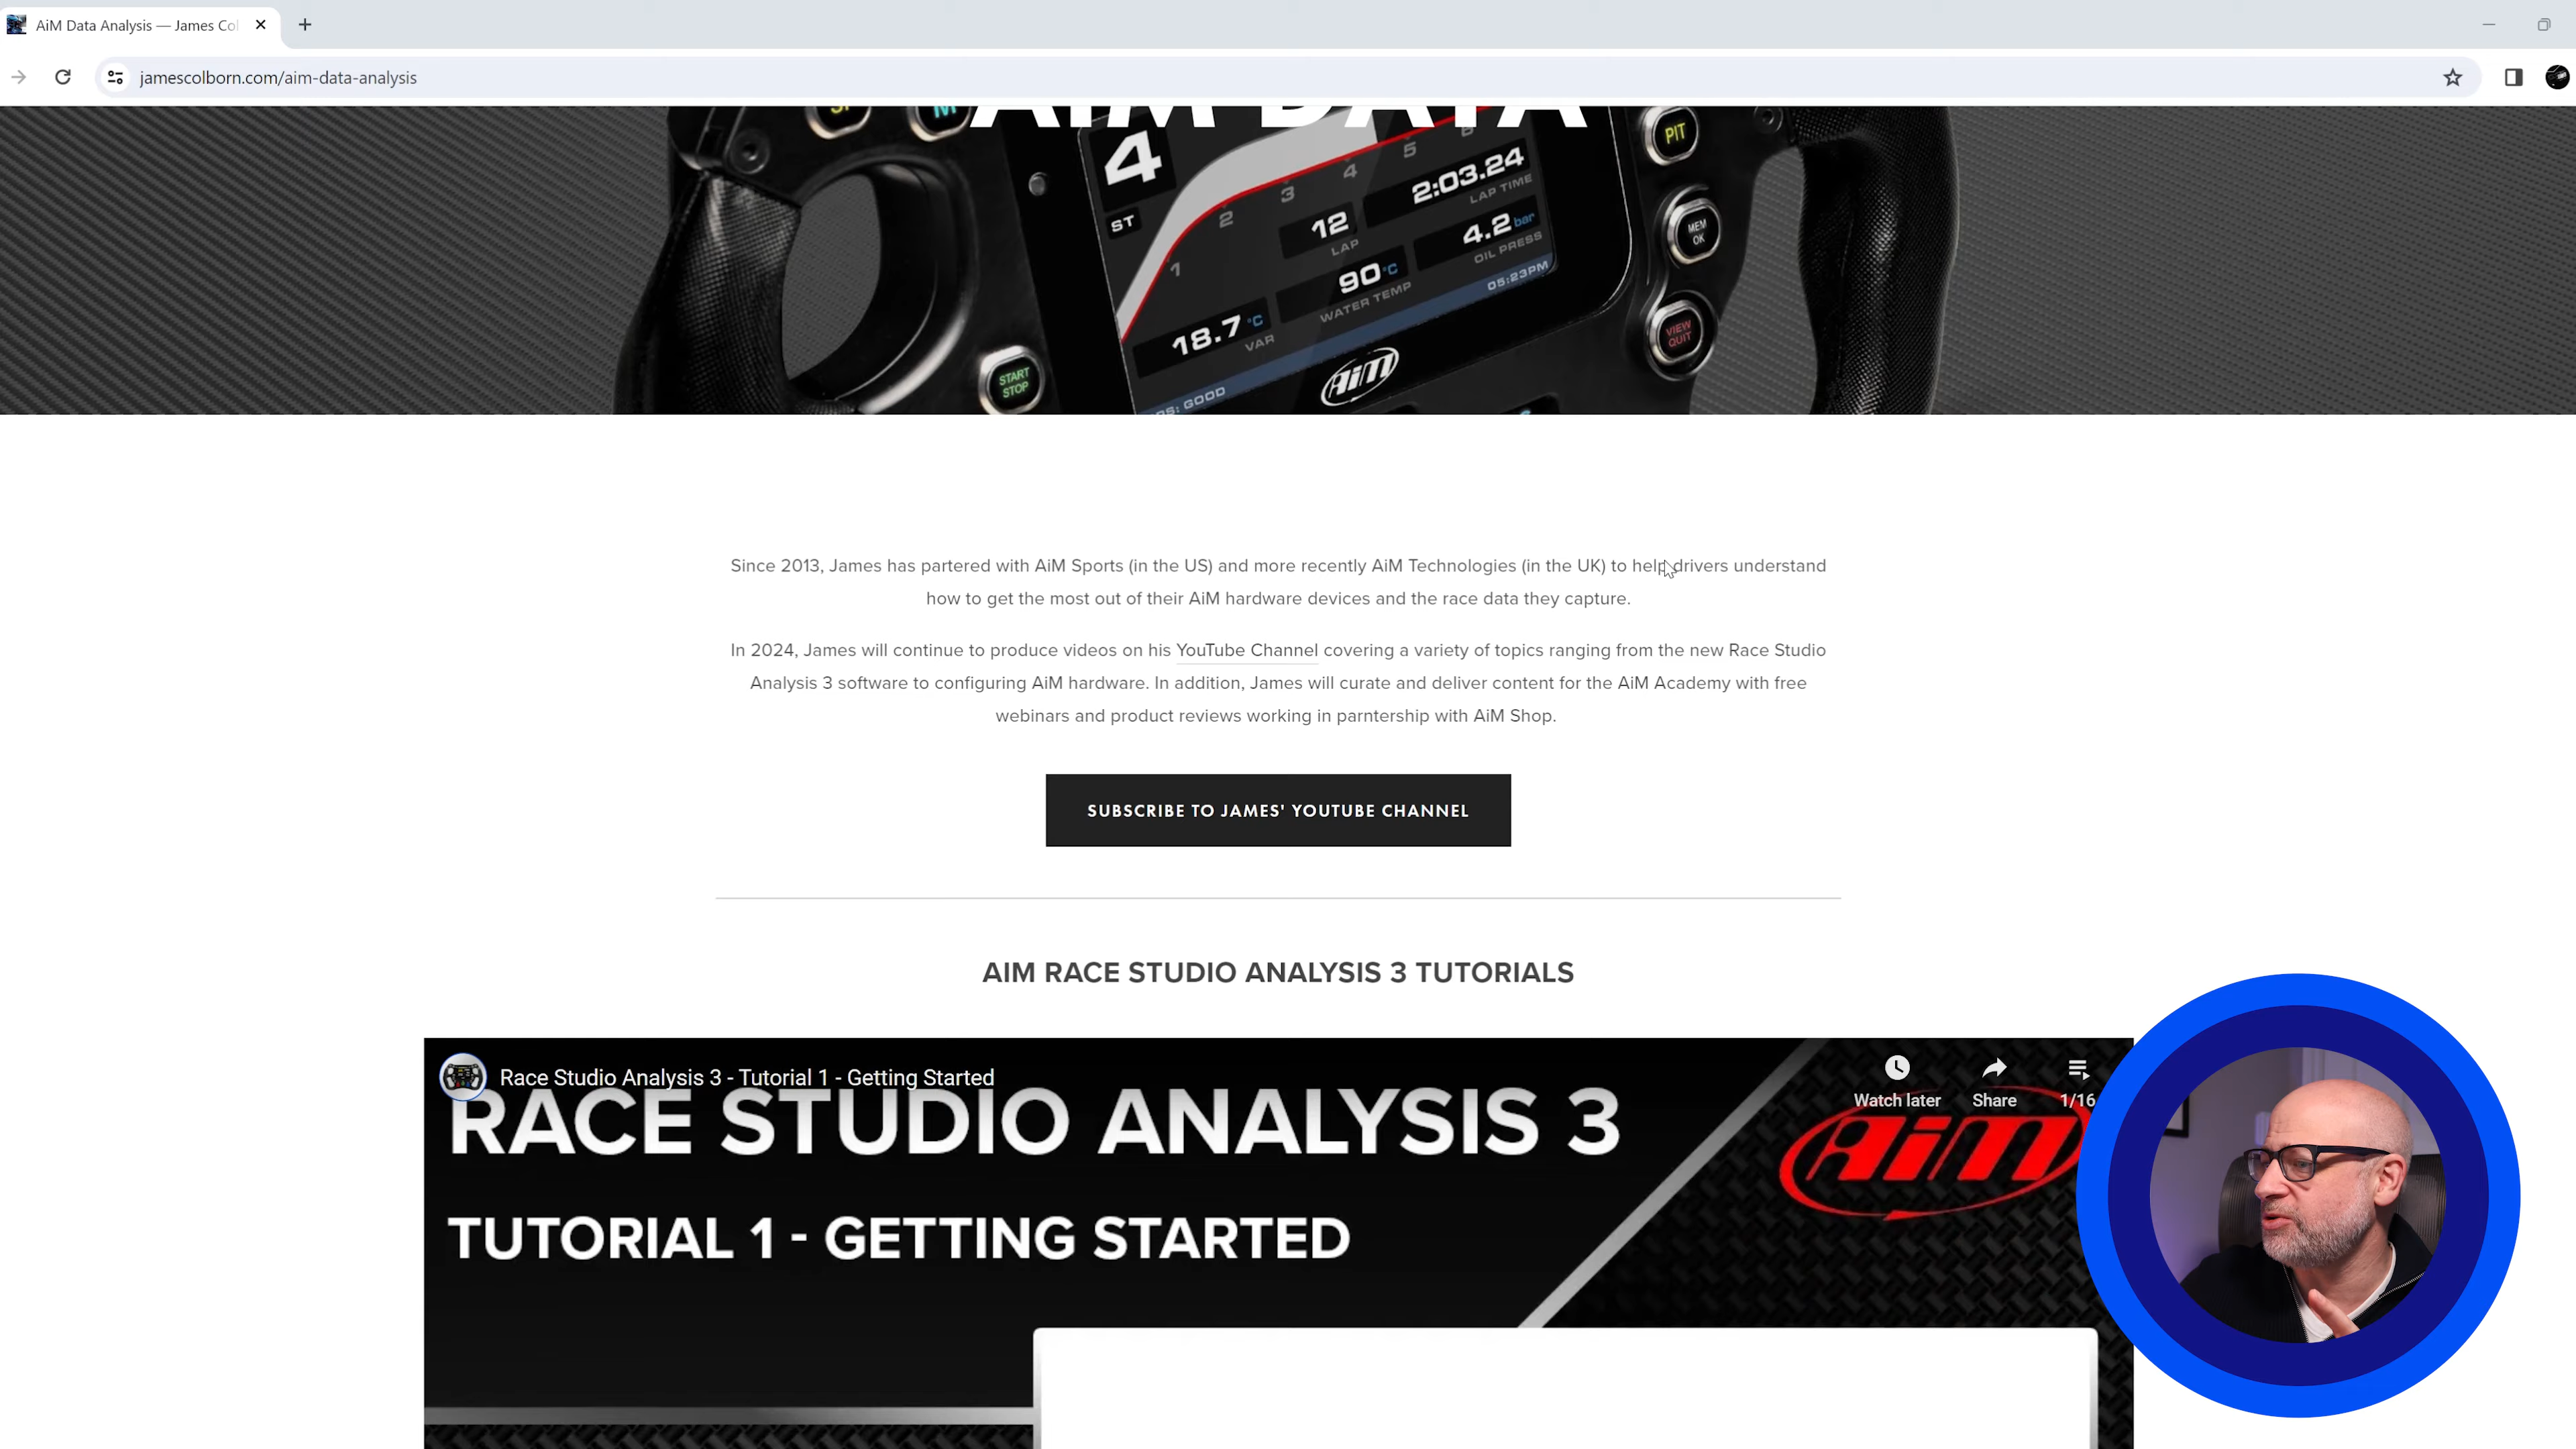 AiM Data Analysis — James Col
jamescolborn.com/aim-data-analysis
AIM DATA
4
ST
1
2
3
4
5
6
2:03.24
LAP TIME
12
LAP
4.2 bar
OIL PRESS
90 °C
WATER TEMP
18.7 °C
VAR
05:23PM
GOOD
AiM
PIT
MEM
OK
VIEW
QUIT
START
STOP
Since 2013, James has partered with AiM Sports (in the US) and more recently AiM Technologies (in the UK) to help drivers understand
how to get the most out of their AiM hardware devices and the race data they capture.
In 2024, James will continue to produce videos on his YouTube Channel covering a variety of topics ranging from the new Race Studio
Analysis 3 software to configuring AiM hardware. In addition, James will curate and deliver content for the AiM Academy with free
webinars and product reviews working in parntership with AiM Shop.
SUBSCRIBE TO JAMES' YOUTUBE CHANNEL
AIM RACE STUDIO ANALYSIS 3 TUTORIALS
Race Studio Analysis 3 - Tutorial 1 - Getting Started
Watch later
Share
1/16
RACE STUDIO ANALYSIS 3
AiM
TUTORIAL 1 - GETTING STARTED